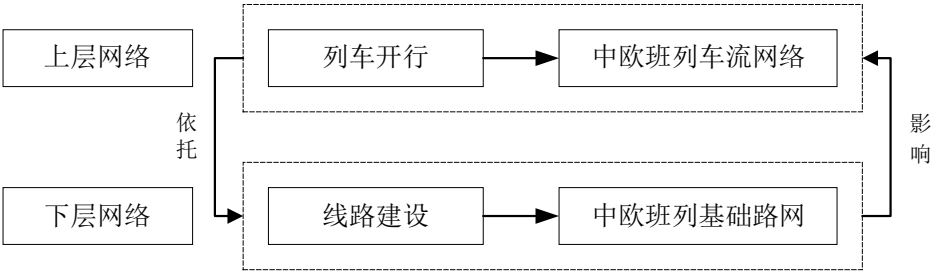 上层网络
列车开行
中欧班列车流网络
依托
影响
下层网络
线路建设
中欧班列基础路网